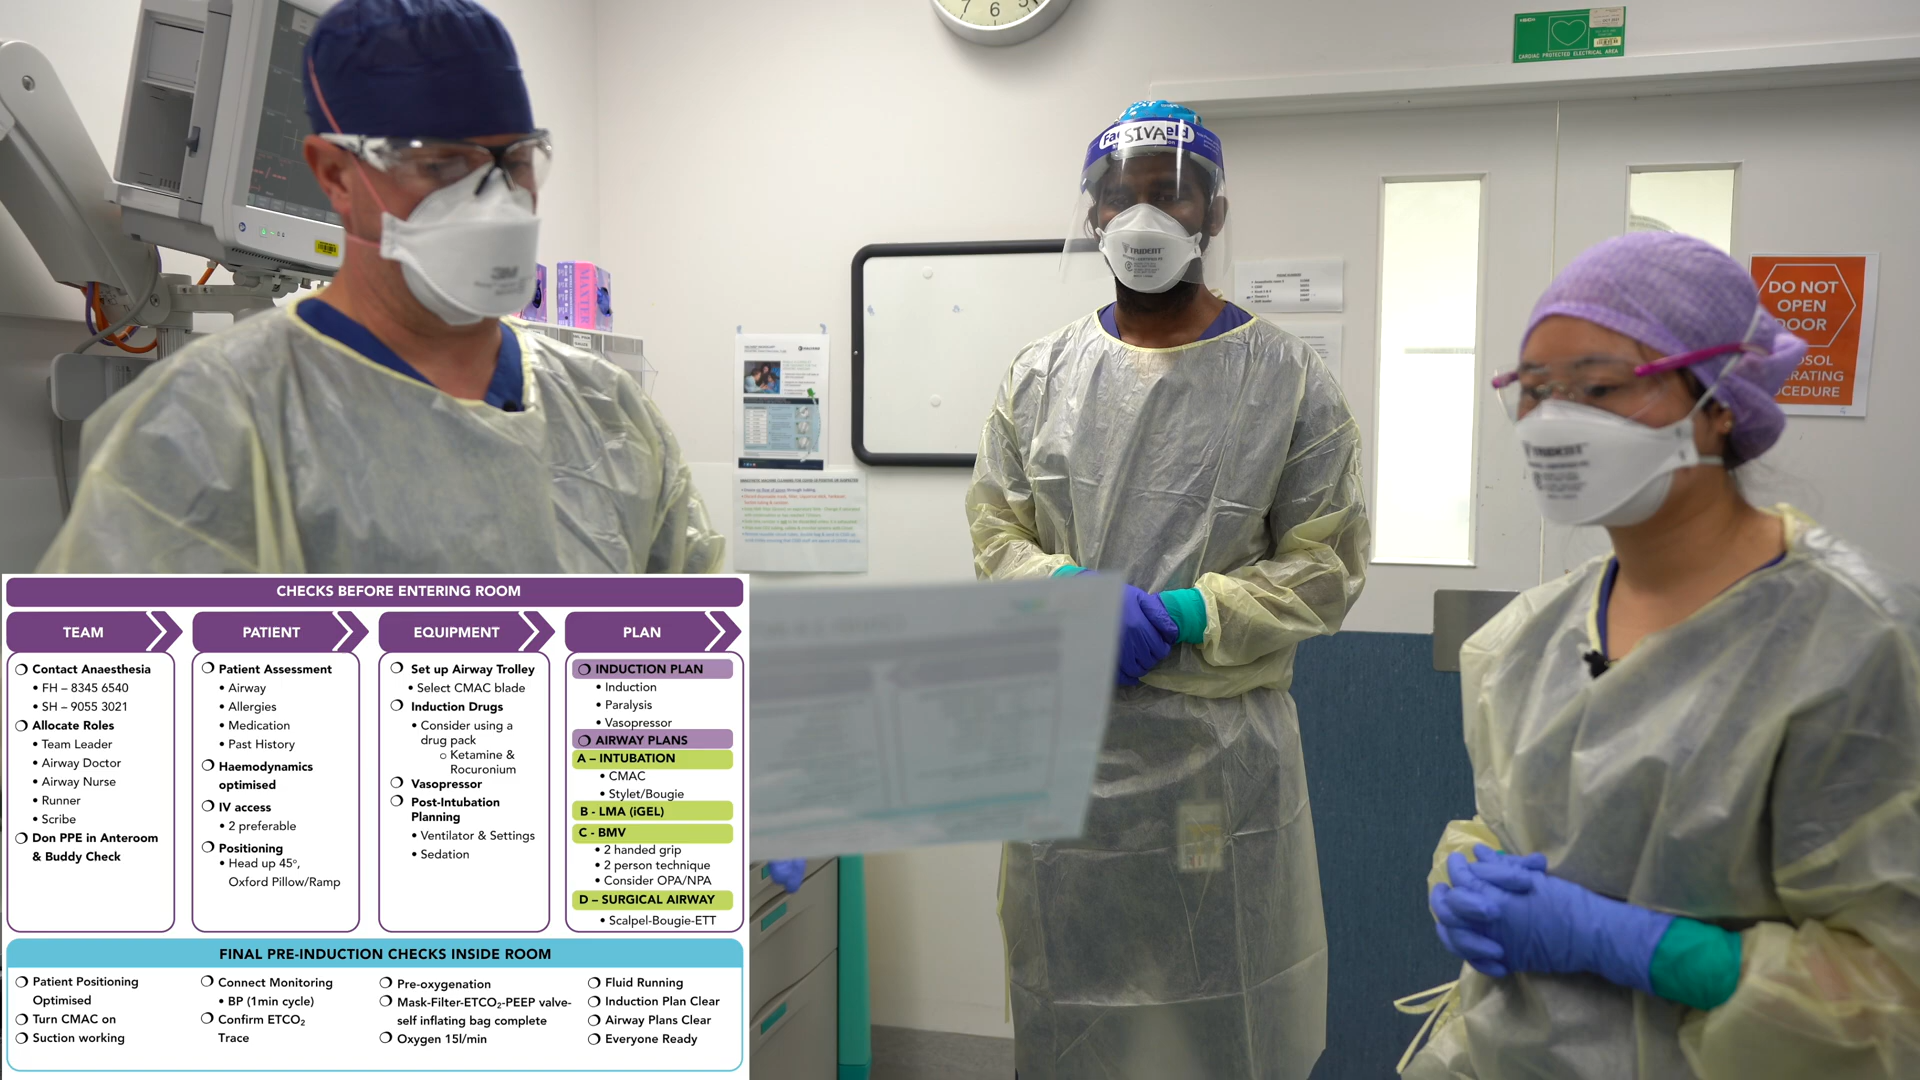 7 6 5
CARDIAC PROTECTED ELECTRICAL AREA
SIVA
TRIDENT
3M
MAXTER
DO NOT
OPEN
DOOR
TRIDENT
CHECKS BEFORE ENTERING ROOM
TEAM
❍ Contact Anaesthesia
• FH – 8345 6540
• SH – 9055 3021
❍ Allocate Roles
• Team Leader
• Airway Doctor
• Airway Nurse
• Runner
• Scribe
❍ Don PPE in Anteroom
& Buddy Check
PATIENT
❍ Patient Assessment
• Airway
• Allergies
• Medication
• Past History
❍ Haemodynamics
optimised
❍ IV access
• 2 preferable
❍ Positioning
• Head up 45°,
Oxford Pillow/Ramp
EQUIPMENT
❍ Set up Airway Trolley
• Select CMAC blade
❍ Induction Drugs
• Consider using a
drug pack
○ Ketamine &
Rocuronium
❍ Vasopressor
❍ Post-Intubation
Planning
• Ventilator & Settings
• Sedation
PLAN
❍ INDUCTION PLAN
• Induction
• Paralysis
• Vasopressor
❍ AIRWAY PLANS
A – INTUBATION
• CMAC
• Stylet/Bougie
B - LMA (iGEL)
C - BMV
• 2 handed grip
• 2 person technique
• Consider OPA/NPA
D – SURGICAL AIRWAY
• Scalpel-Bougie-ETT
FINAL PRE-INDUCTION CHECKS INSIDE ROOM
❍ Patient Positioning
Optimised
❍ Turn CMAC on
❍ Suction working
❍ Connect Monitoring
• BP (1min cycle)
❍ Confirm ETCO₂
Trace
❍ Pre-oxygenation
❍ Mask-Filter-ETCO₂-PEEP valve-
self inflating bag complete
❍ Oxygen 15l/min
❍ Fluid Running
❍ Induction Plan Clear
❍ Airway Plans Clear
❍ Everyone Ready